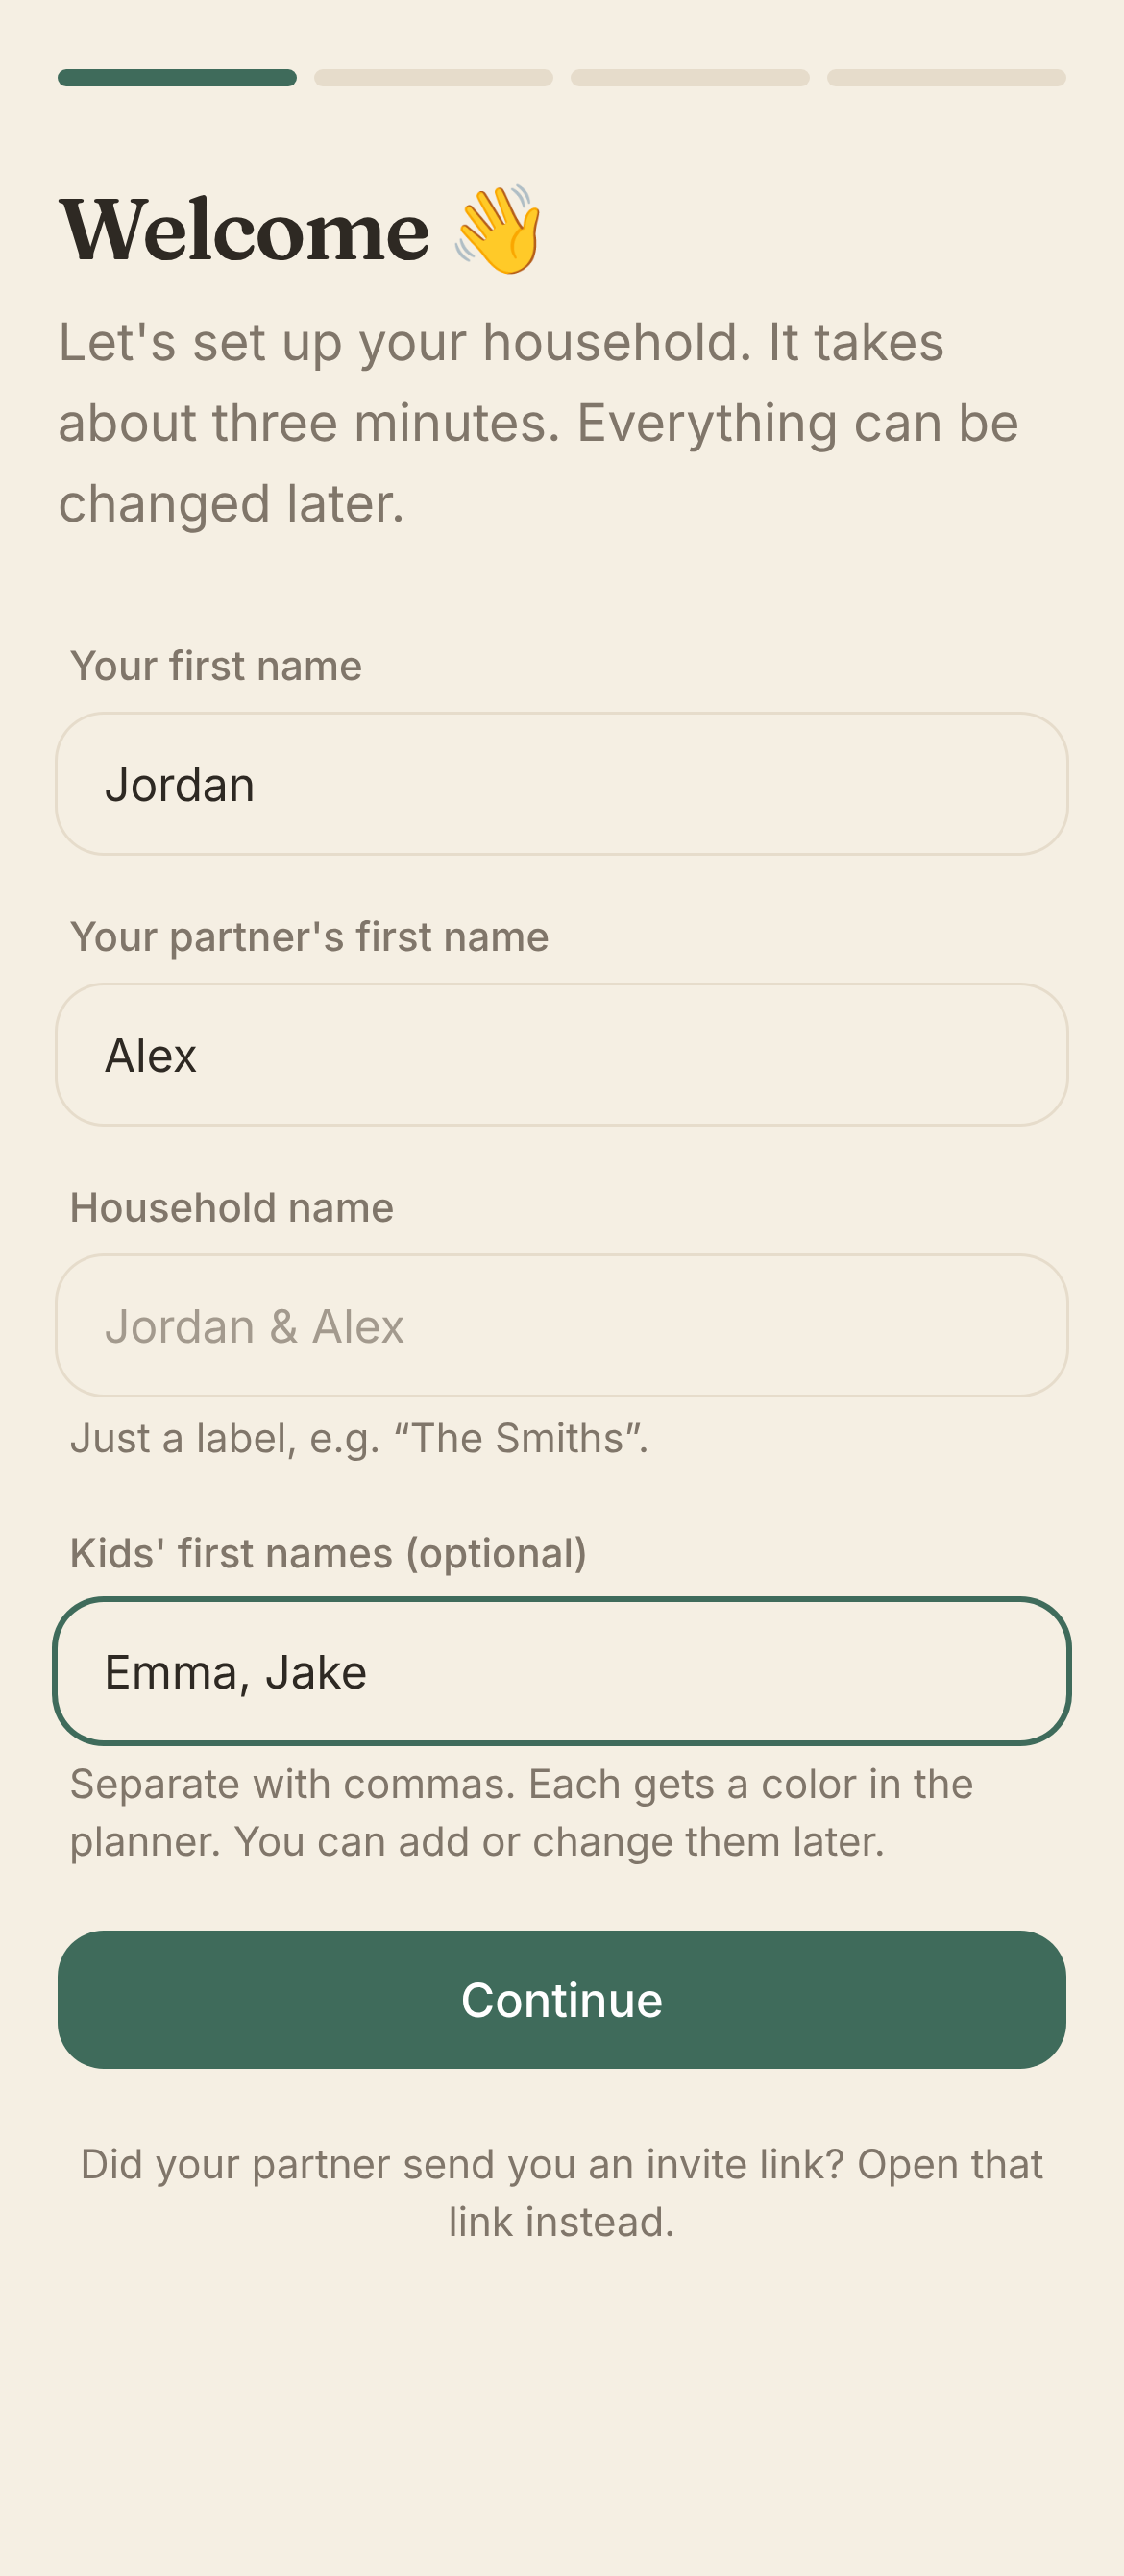 Welcome 👋
Let's set up your household. It takes
about three minutes. Everything can be
changed later.
Your first name
Jordan
Your partner's first name
Alex
Household name
Jordan & Alex
Just a label, e.g. “The Smiths”.
Kids' first names (optional)
Emma, Jake
Separate with commas. Each gets a color in the
planner. You can add or change them later.
Continue
Did your partner send you an invite link? Open that
link instead.